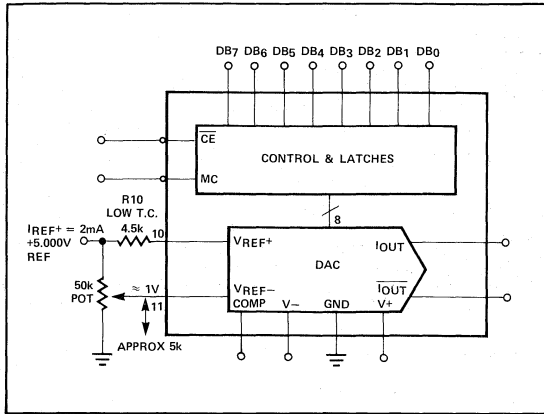 DB7 DB6 DB5 DB4 DB3 DB2 DB1 DB0
CE
CONTROL & LATCHES
MC
R10
LOW T.C.
4.5k
10
8
IREF+ = 2mA
+5.000V
REF
VREF+
IOUT
DAC
50k
POT
≈ 1V
11
VREF−
COMP
V−
GND
IOUT
V+
APPROX 5k